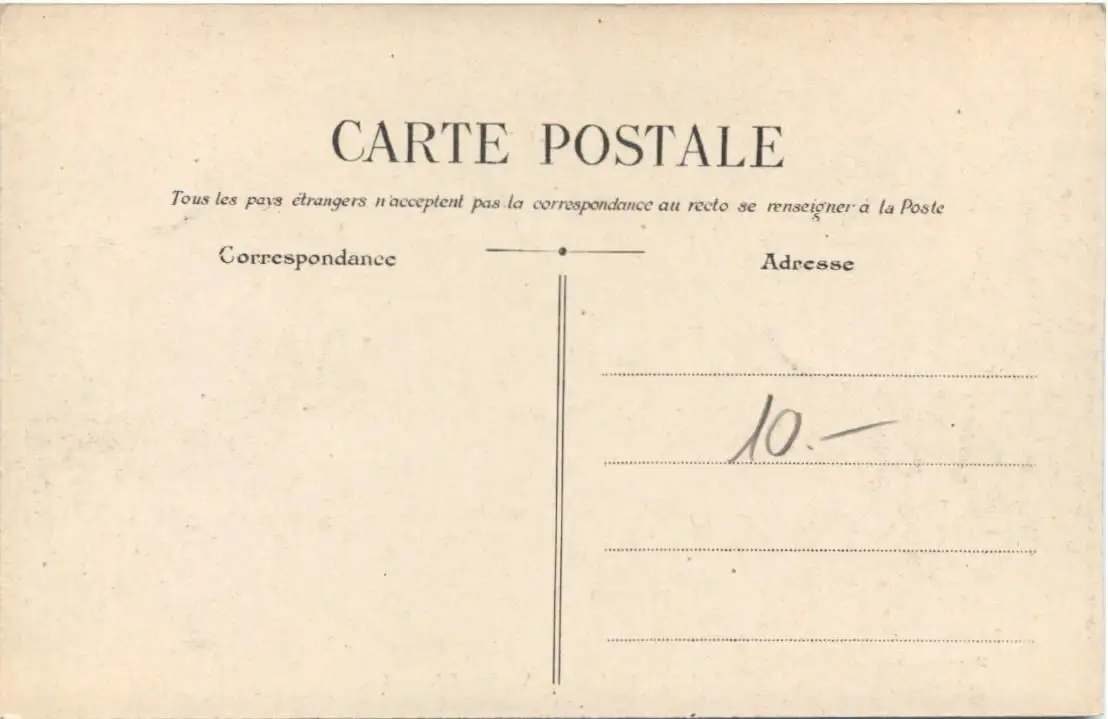 CARTE POSTALE
Tous les pays étrangers n'acceptent pas la correspondance au recto se renseigner à la Poste
Correspondance
Adresse
10.—